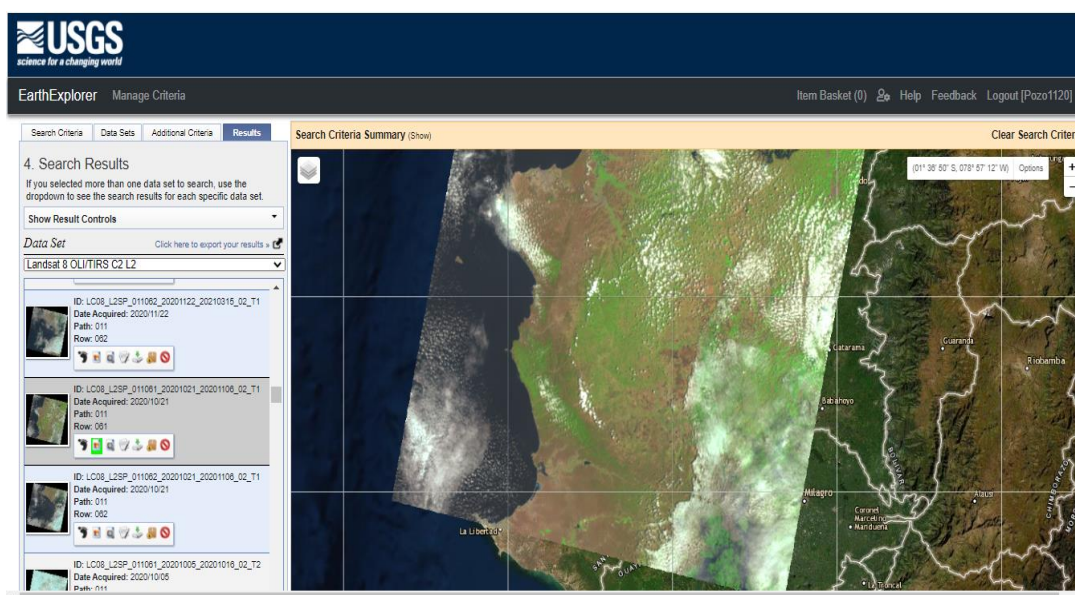 USGS
science for a changing world
EarthExplorer Manage Criteria Item Basket (0) Help Feedback Logout [Pozo1120]
Search Criteria Data Sets Additional Criteria Results
4. Search Results
If you selected more than one data set to search, use the
dropdown to see the search results for each specific data set.
Show Result Controls
Data Set Click here to export your results »
Landsat 8 OLI/TIRS C2 L2
ID: LC08_L2SP_011062_20201122_20210315_02_T1
Date Acquired: 2020/11/22
Path: 011
Row: 062
ID: LC08_L2SP_011061_20201021_20201106_02_T1
Date Acquired: 2020/10/21
Path: 011
Row: 061
ID: LC08_L2SP_011062_20201021_20201106_02_T1
Date Acquired: 2020/10/21
Path: 011
Row: 062
ID: LC08_L2SP_011061_20201005_20201016_02_T2
Date Acquired: 2020/10/05
Path: 011
Search Criteria Summary (Show) Clear Search Criter
(01° 36' 50" S, 078° 57' 12" W) Options
+
−
Catarama
Guaranda
Riobamba
Babahoyo
BOLIVAR
Milagro
Alausi
CHIMBORAZO
Coronel
Marcelino
Maridueña
La Libertad
GUAY
La Troncal